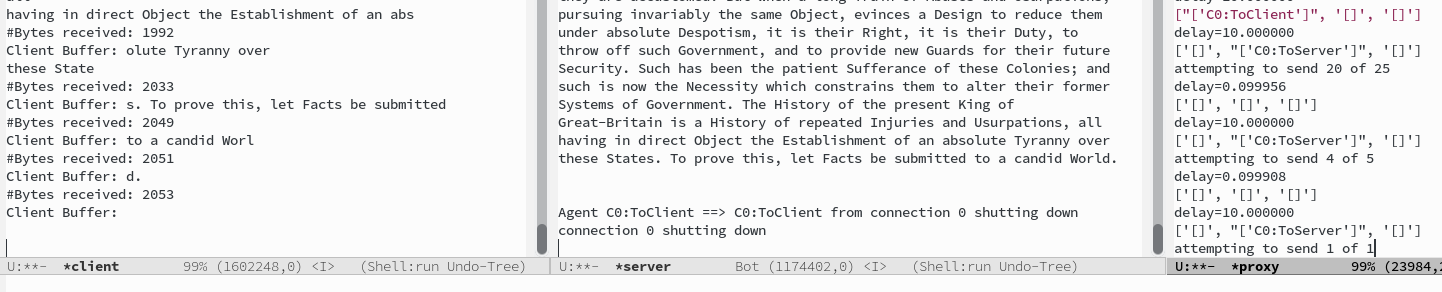 having in direct Object the Establishment of an abs
#Bytes received: 1992
Client Buffer: olute Tyranny over
these State
#Bytes received: 2033
Client Buffer: s. To prove this, let Facts be submitted
#Bytes received: 2049
Client Buffer: to a candid Worl
#Bytes received: 2051
Client Buffer: d.
#Bytes received: 2053
Client Buffer:
U:**-  *client        99% (1602248,0) <I>   (Shell:run Undo-Tree)
pursuing invariably the same Object, evinces a Design to reduce them
under absolute Despotism, it is their Right, it is their Duty, to
throw off such Government, and to provide new Guards for their future
Security. Such has been the patient Sufferance of these Colonies; and
such is now the Necessity which constrains them to alter their former
Systems of Government. The History of the present King of
Great-Britain is a History of repeated Injuries and Usurpations, all
having in direct Object the Establishment of an absolute Tyranny over
these States. To prove this, let Facts be submitted to a candid World.
Agent C0:ToClient ==> C0:ToClient from connection 0 shutting down
connection 0 shutting down
U:**-  *server        Bot (1174402,0) <I>   (Shell:run Undo-Tree)
["['C0:ToClient']", '[]', '[]']
delay=10.000000
['[]', "['C0:ToServer']", '[]']
attempting to send 20 of 25
delay=0.099956
['[]', '[]', '[]']
delay=10.000000
['[]', "['C0:ToServer']", '[]']
attempting to send 4 of 5
delay=0.099908
['[]', '[]', '[]']
delay=10.000000
['[]', "['C0:ToServer']", '[]']
attempting to send 1 of 1
U:**-  *proxy         99% (23984,